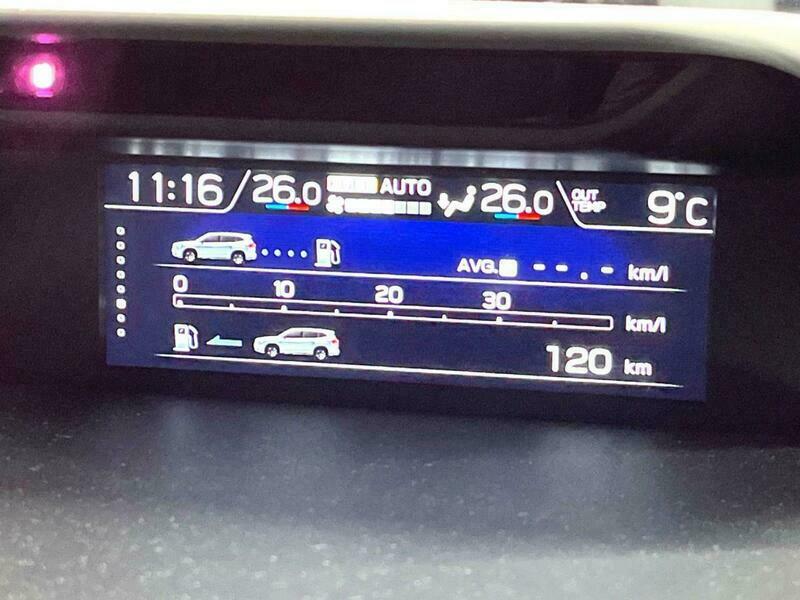 11:16 26.0 AUTO 26.0 OUT TEMP 9°C
AVG. --.- km/l
0 10 20 30
km/l
120 km